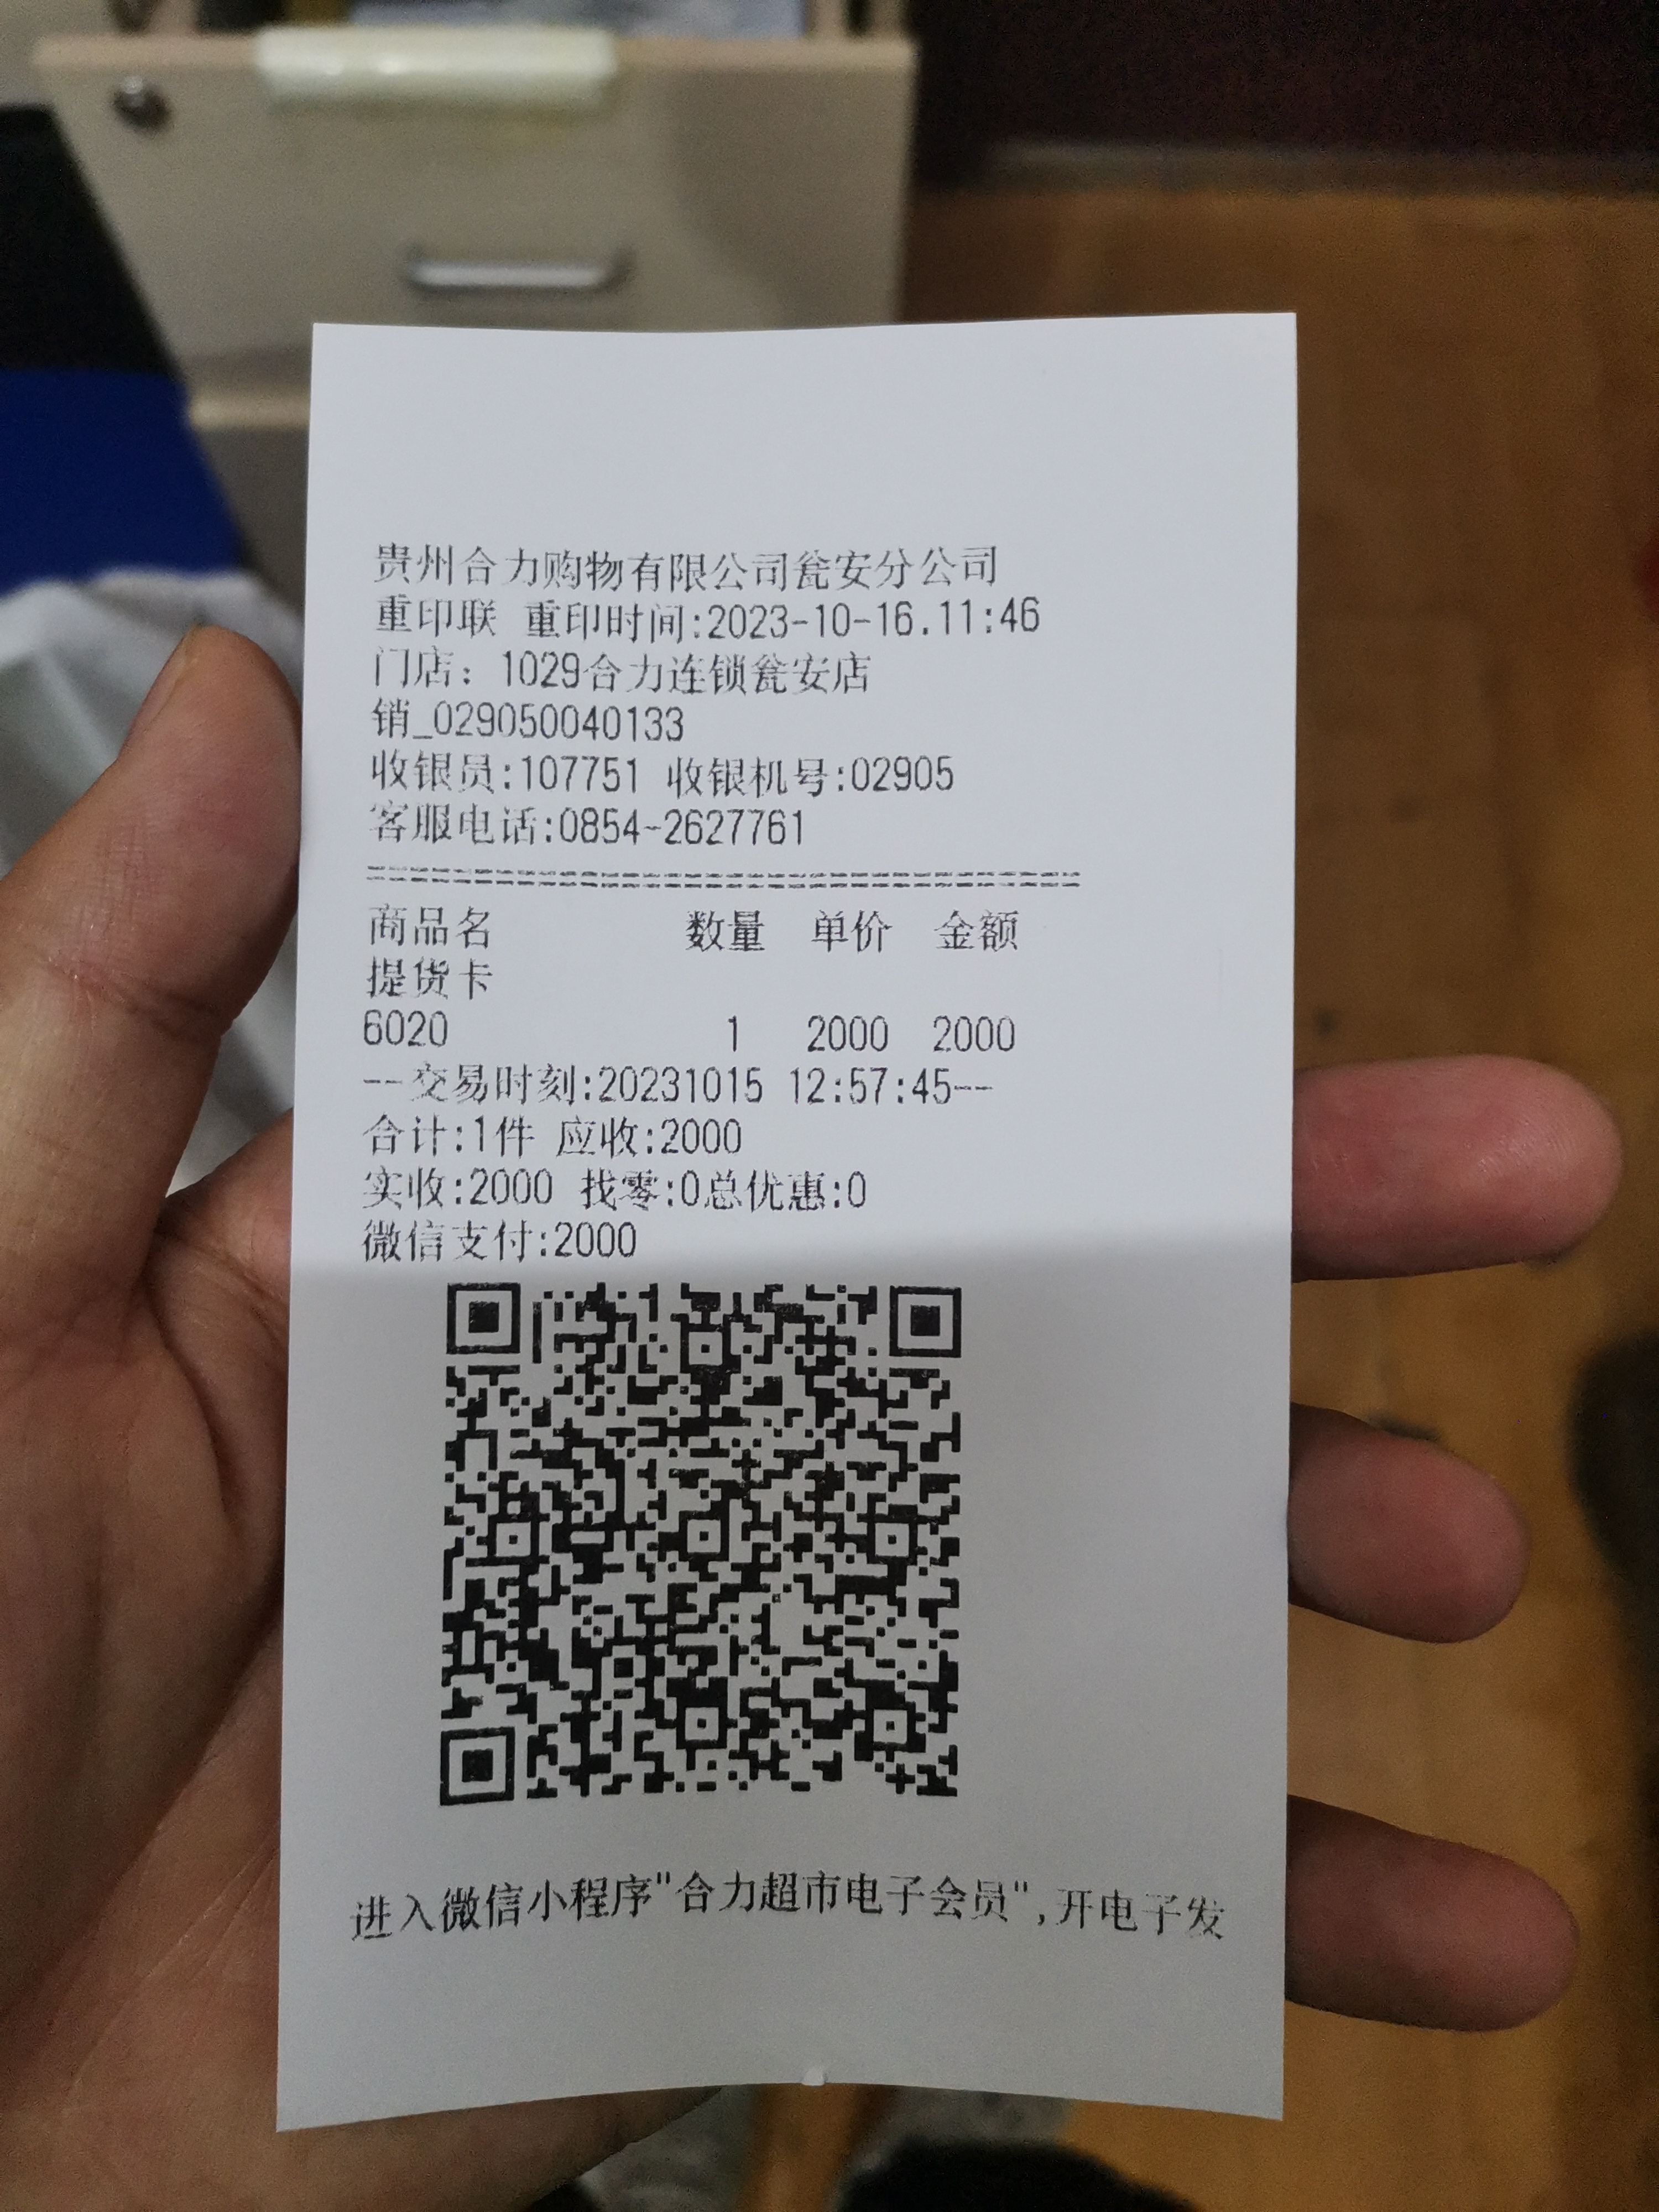 贵州合力购物有限公司瓮安分公司
重印联 重印时间:2023-10-16.11:46
门店：1029合力连锁瓮安店
销_029050040133
收银员:107751 收银机号:02905
客服电话:0854-2627761
==================================
商品名 数量 单价 金额
提货卡
6020 1 2000 2000
--交易时刻:20231015 12:57:45--
合计:1件 应收:2000
实收:2000 找零:0总优惠:0
微信支付:2000
进入微信小程序"合力超市电子会员",开电子发